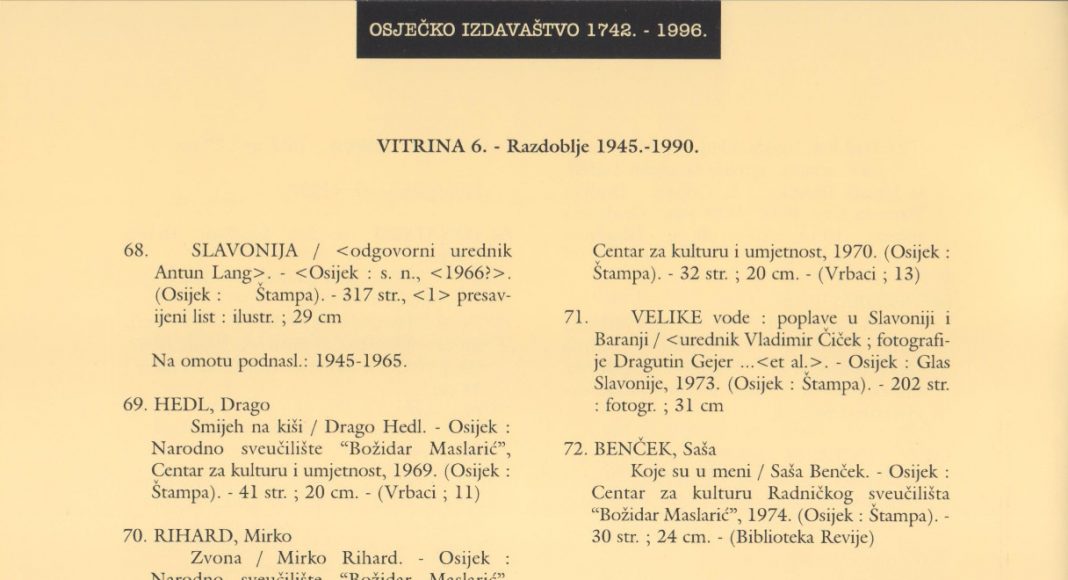 OSJEČKO IZDAVAŠTVO 1742. - 1996.
VITRINA 6. - Razdoblje 1945.-1990.
68. SLAVONIJA / <odgovorni urednik
Antun Lang>. - <Osijek : s. n., <1966?>.
(Osijek : Štampa). - 317 str., <1> presav-
ijeni list : ilustr. ; 29 cm
Na omotu podnasl.: 1945-1965.
69. HEDL, Drago
Smijeh na kiši / Drago Hedl. - Osijek :
Narodno sveučilište “Božidar Maslarić”,
Centar za kulturu i umjetnost, 1969. (Osijek :
Štampa). - 41 str. ; 20 cm. - (Vrbaci ; 11)
70. RIHARD, Mirko
Zvona / Mirko Rihard. - Osijek :
Narodno sveučilište “Božidar Maslarić”,
Centar za kulturu i umjetnost, 1970. (Osijek :
Štampa). - 32 str. ; 20 cm. - (Vrbaci ; 13)
71. VELIKE vode : poplave u Slavoniji i
Baranji / <urednik Vladimir Čiček ; fotografi-
je Dragutin Gejer ...<et al.>. - Osijek : Glas
Slavonije, 1973. (Osijek : Štampa). - 202 str.
: fotogr. ; 31 cm
72. BENČEK, Saša
Koje su u meni / Saša Benček. - Osijek :
Centar za kulturu Radničkog sveučilišta
“Božidar Maslarić”, 1974. (Osijek : Štampa). -
30 str. ; 24 cm. - (Biblioteka Revije)